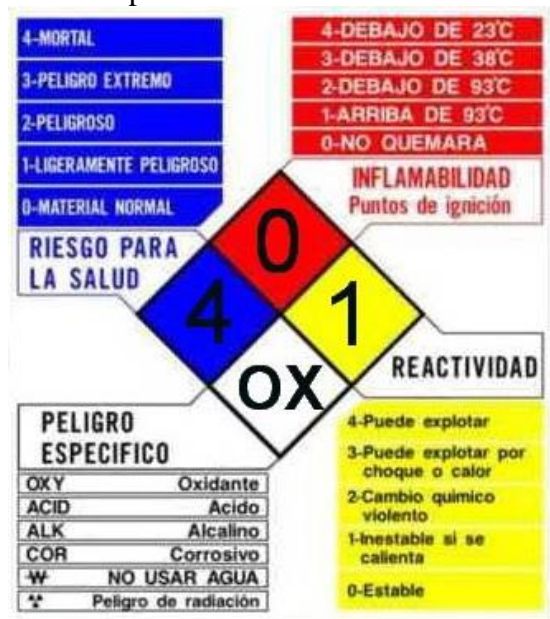 4-MORTAL
3-PELIGRO EXTREMO
2-PELIGROSO
1-LIGERAMENTE PELIGROSO
0-MATERIAL NORMAL
RIESGO PARA
LA SALUD
4-DEBAJO DE 23°C
3-DEBAJO DE 38°C
2-DEBAJO DE 93°C
1-ARRIBA DE 93°C
0-NO QUEMARA
INFLAMABILIDAD
Puntos de ignición
0
4
1
OX
REACTIVIDAD
4-Puede explotar
3-Puede explotar por
choque o calor
2-Cambio quimico
violento
1-Inestable si se
calienta
0-Estable
PELIGRO
ESPECIFICO
OXY Oxidante
ACID Acido
ALK Alcalino
COR Corrosivo
W NO USAR AGUA
Peligro de radiación